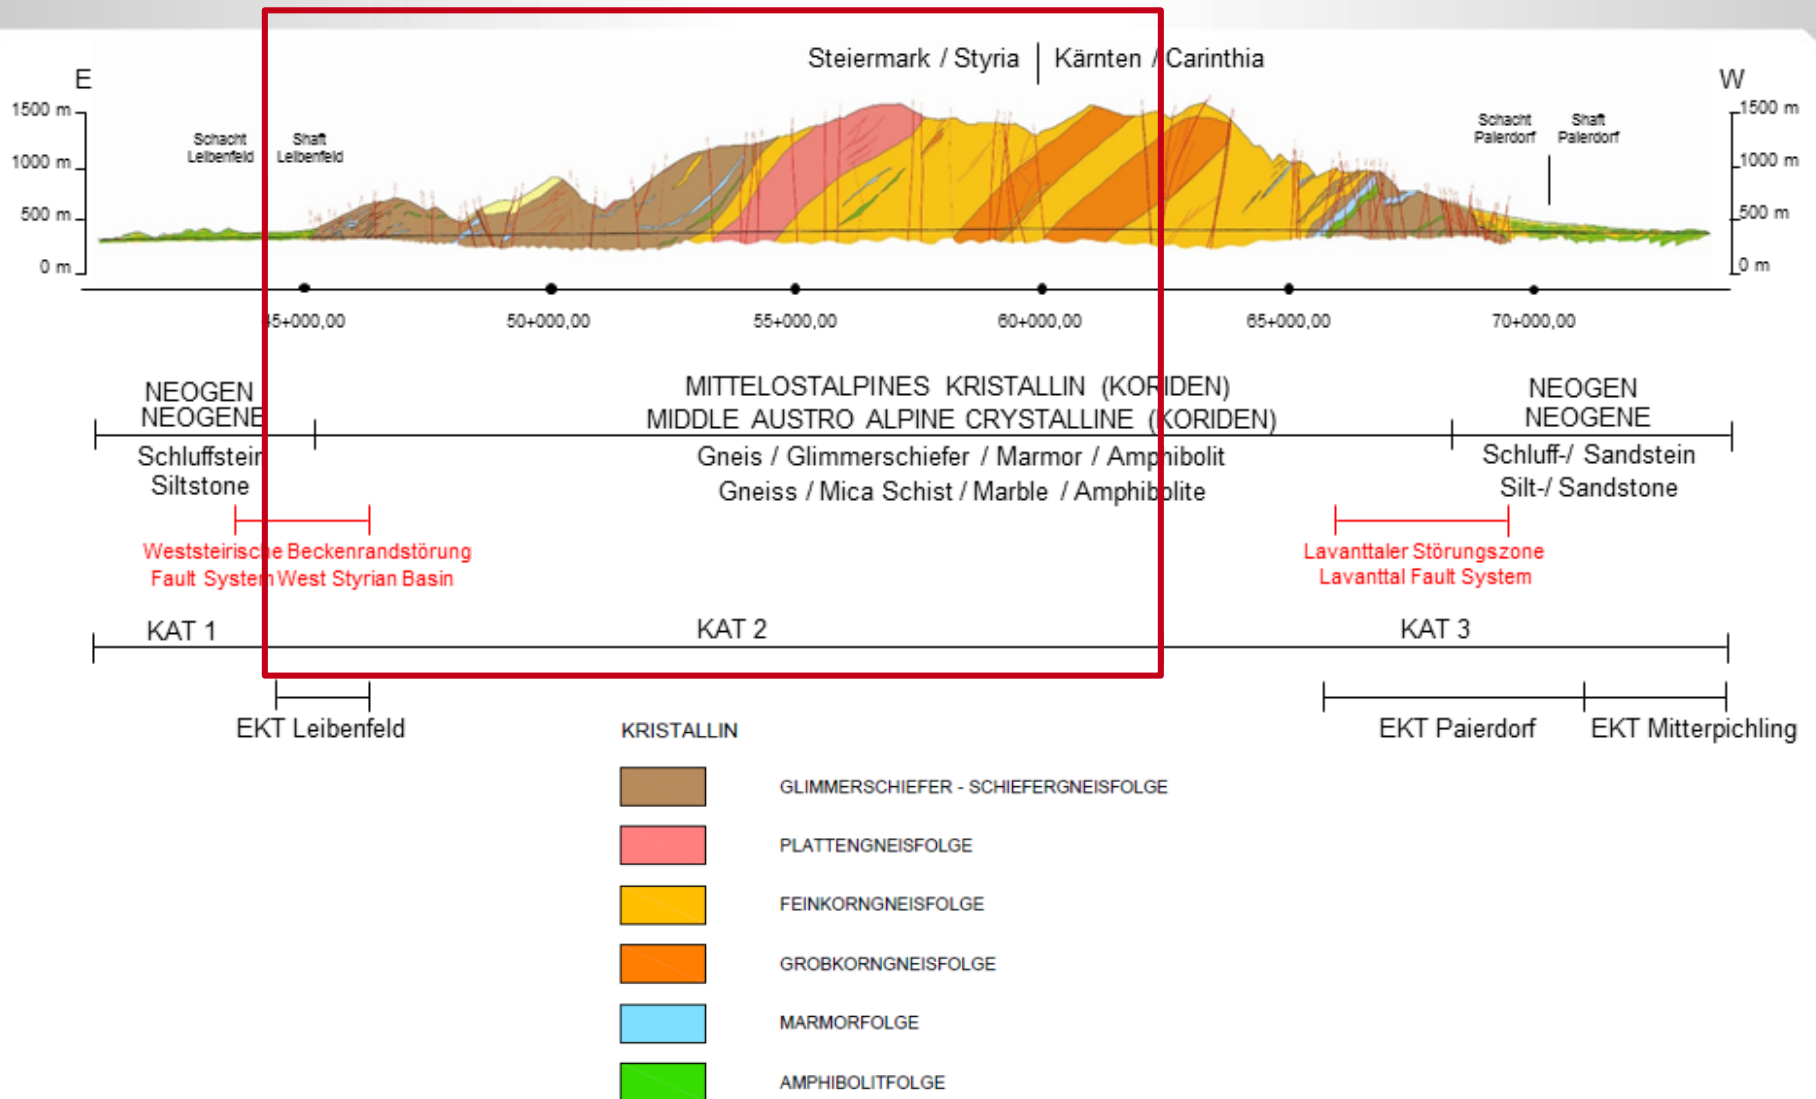 Steiermark / Styria | Kärnten / Carinthia
E
W
1500 m
1000 m
500 m
0 m
Schacht
Leibenfeld
Shaft
Leibenfeld
Schacht
Paierdorf
Shaft
Paierdorf
1500 m
1000 m
500 m
0 m
45+000,00
50+000,00
55+000,00
60+000,00
65+000,00
70+000,00
NEOGEN
NEOGENE
Schluffstein
Siltstone
MITTELOSTALPINES KRISTALLIN (KORIDEN)
MIDDLE AUSTRO ALPINE CRYSTALLINE (KORIDEN)
Gneis / Glimmerschiefer / Marmor / Amphibolit
Gneiss / Mica Schist / Marble / Amphibolite
NEOGEN
NEOGENE
Schluff-/ Sandstein
Silt-/ Sandstone
Weststeirische Beckenrandstörung
Fault System West Styrian Basin
Lavanttaler Störungszone
Lavanttal Fault System
KAT 1
KAT 2
KAT 3
EKT Leibenfeld
EKT Paierdorf
EKT Mitterpichling
KRISTALLIN
GLIMMERSCHIEFER - SCHIEFERGNEISFOLGE
PLATTENGNEISFOLGE
FEINKORNGNEISFOLGE
GROBKORNGNEISFOLGE
MARMORFOLGE
AMPHIBOLITFOLGE